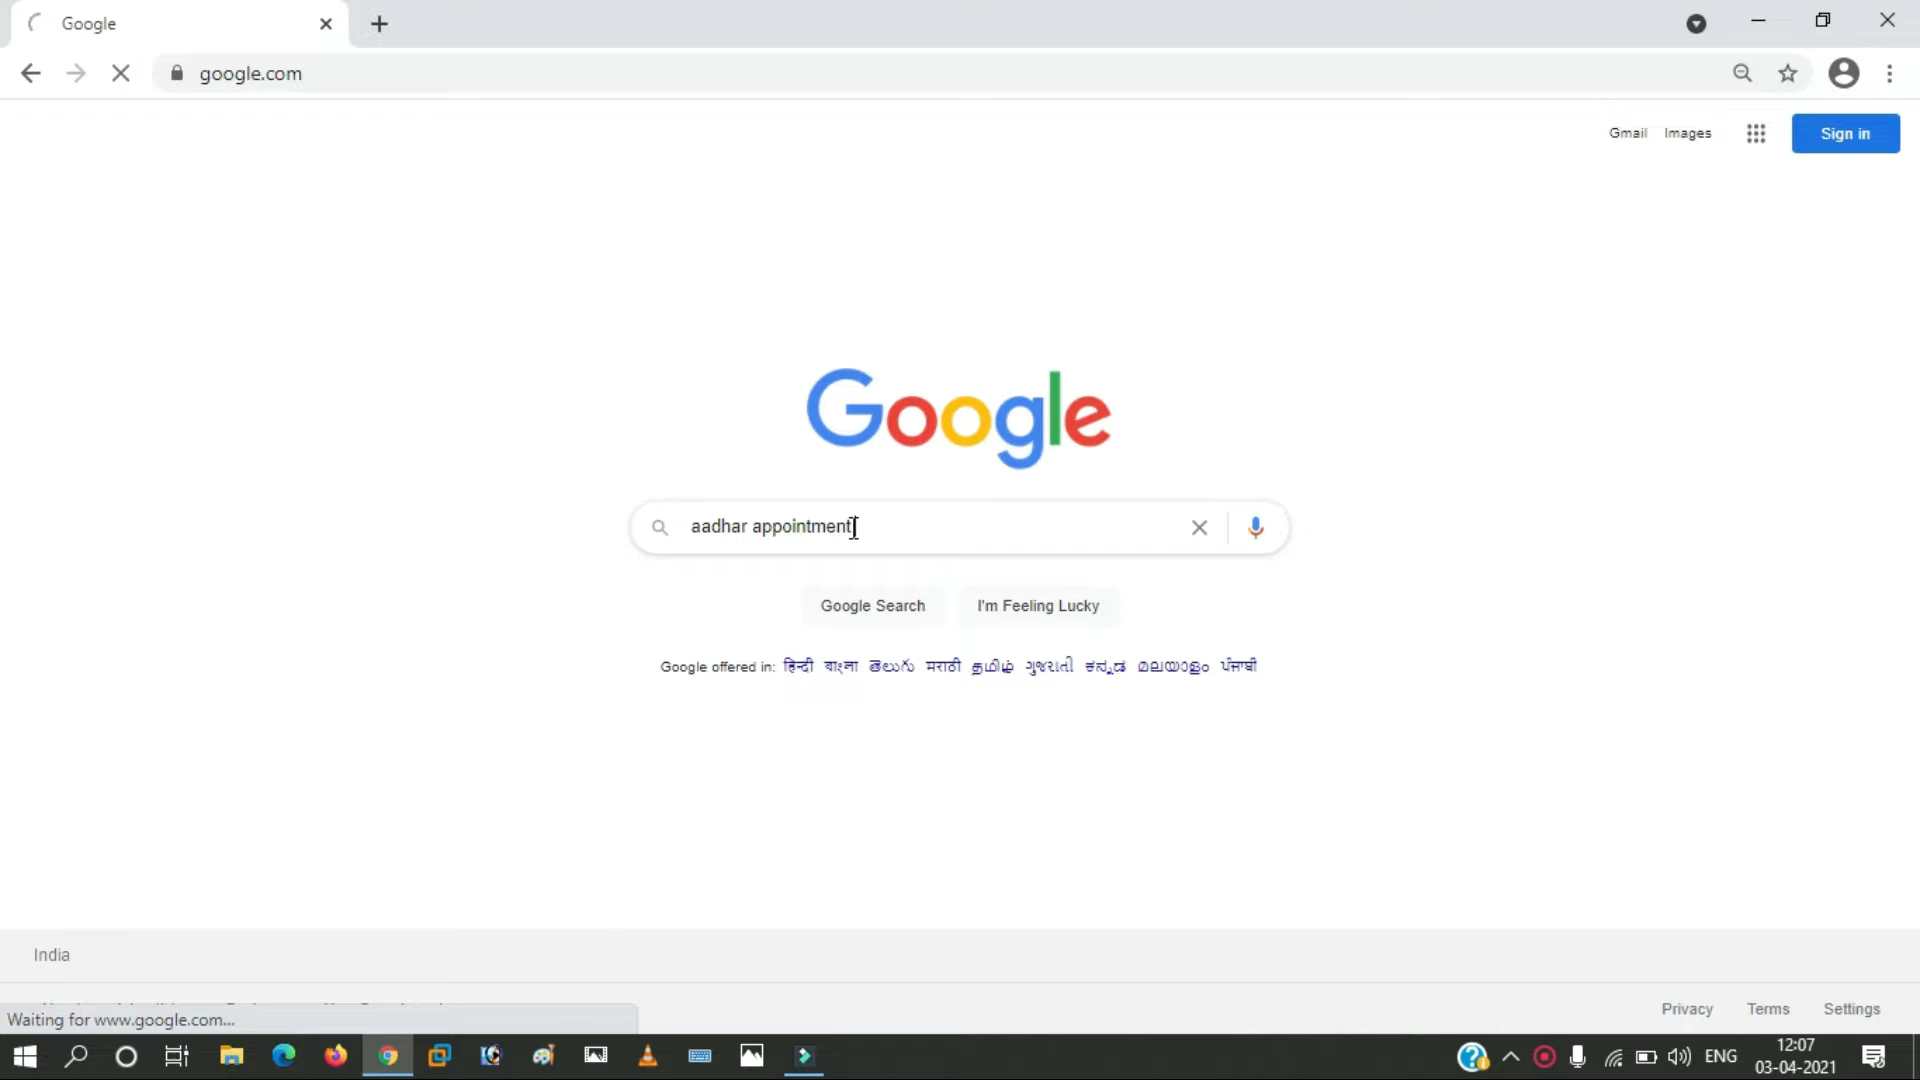 Google
google.com
Gmail Images Sign in
Google
aadhar appointment
Google Search I'm Feeling Lucky
Google offered in: हिन्दी বাংলা తెలుగు मराठी தமிழ் ગુજરાતી ಕನ್ನಡ മലയാളം ਪੰਜਾਬੀ
India
Privacy Terms Settings
Waiting for www.google.com...
ENG
12:07
03-04-2021